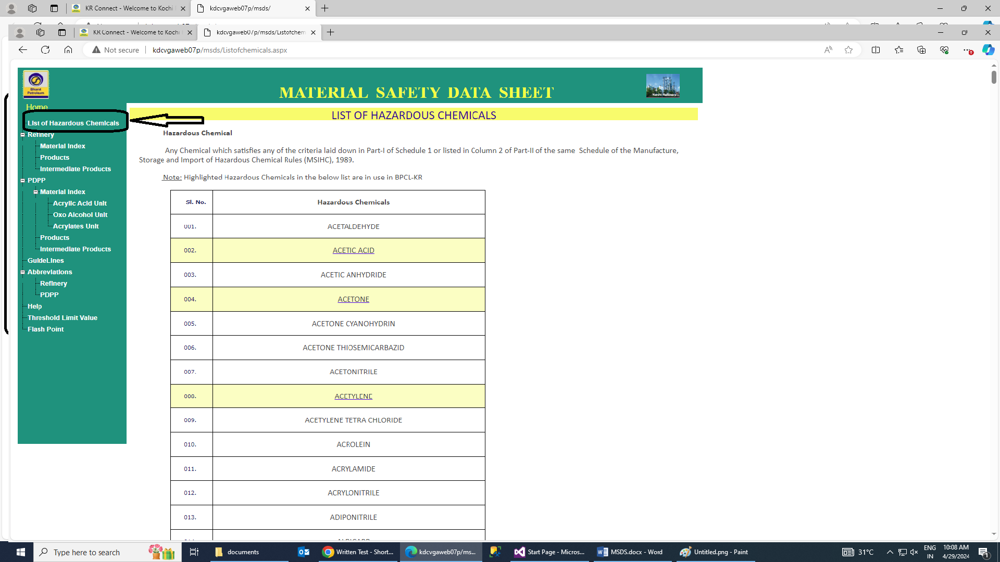 KR Connect - Welcome to Kochi
kdcvgaweb07p/msds/
KR Connect - Welcome to Kochi
kdcvgaweb07p/msds/Listofchem
Not secure
kdcvgaweb07p/msds/Listofchemicals.aspx
Bharat
Petroleum
MATERIAL SAFETY DATA SHEET
Kochi Refinery
Home
List of Hazardous Chemicals
Refinery
Material Index
Products
Intermediate Products
PDPP
Material Index
Acrylic Acid Unit
Oxo Alcohol Unit
Acrylates Unit
Products
Intermediate Products
GuideLines
Abbreviations
Refinery
PDPP
Help
Threshold Limit Value
Flash Point
LIST OF HAZARDOUS CHEMICALS
Hazardous Chemical
Any Chemical which satisfies any of the criteria laid down in Part-I of Schedule 1 or listed in Column 2 of Part-II of the same Schedule of the Manufacture,
Storage and Import of Hazardous Chemical Rules (MSIHC), 1989.
Note: Highlighted Hazardous Chemicals in the below list are in use in BPCL-KR
Sl. No. Hazardous Chemicals
001. ACETALDEHYDE
002. ACETIC ACID
003. ACETIC ANHYDRIDE
004. ACETONE
005. ACETONE CYANOHYDRIN
006. ACETONE THIOSEMICARBAZID
007. ACETONITRILE
008. ACETYLENE
009. ACETYLENE TETRA CHLORIDE
010. ACROLEIN
011. ACRYLAMIDE
012. ACRYLONITRILE
013. ADIPONITRILE
Type here to search
documents
Written Test - Short...
kdcvgaweb07p/ms...
Start Page - Micros...
MSDS.docx - Word
Untitled.png - Paint
31°C
ENG
IN
10:08 AM
4/29/2024
1